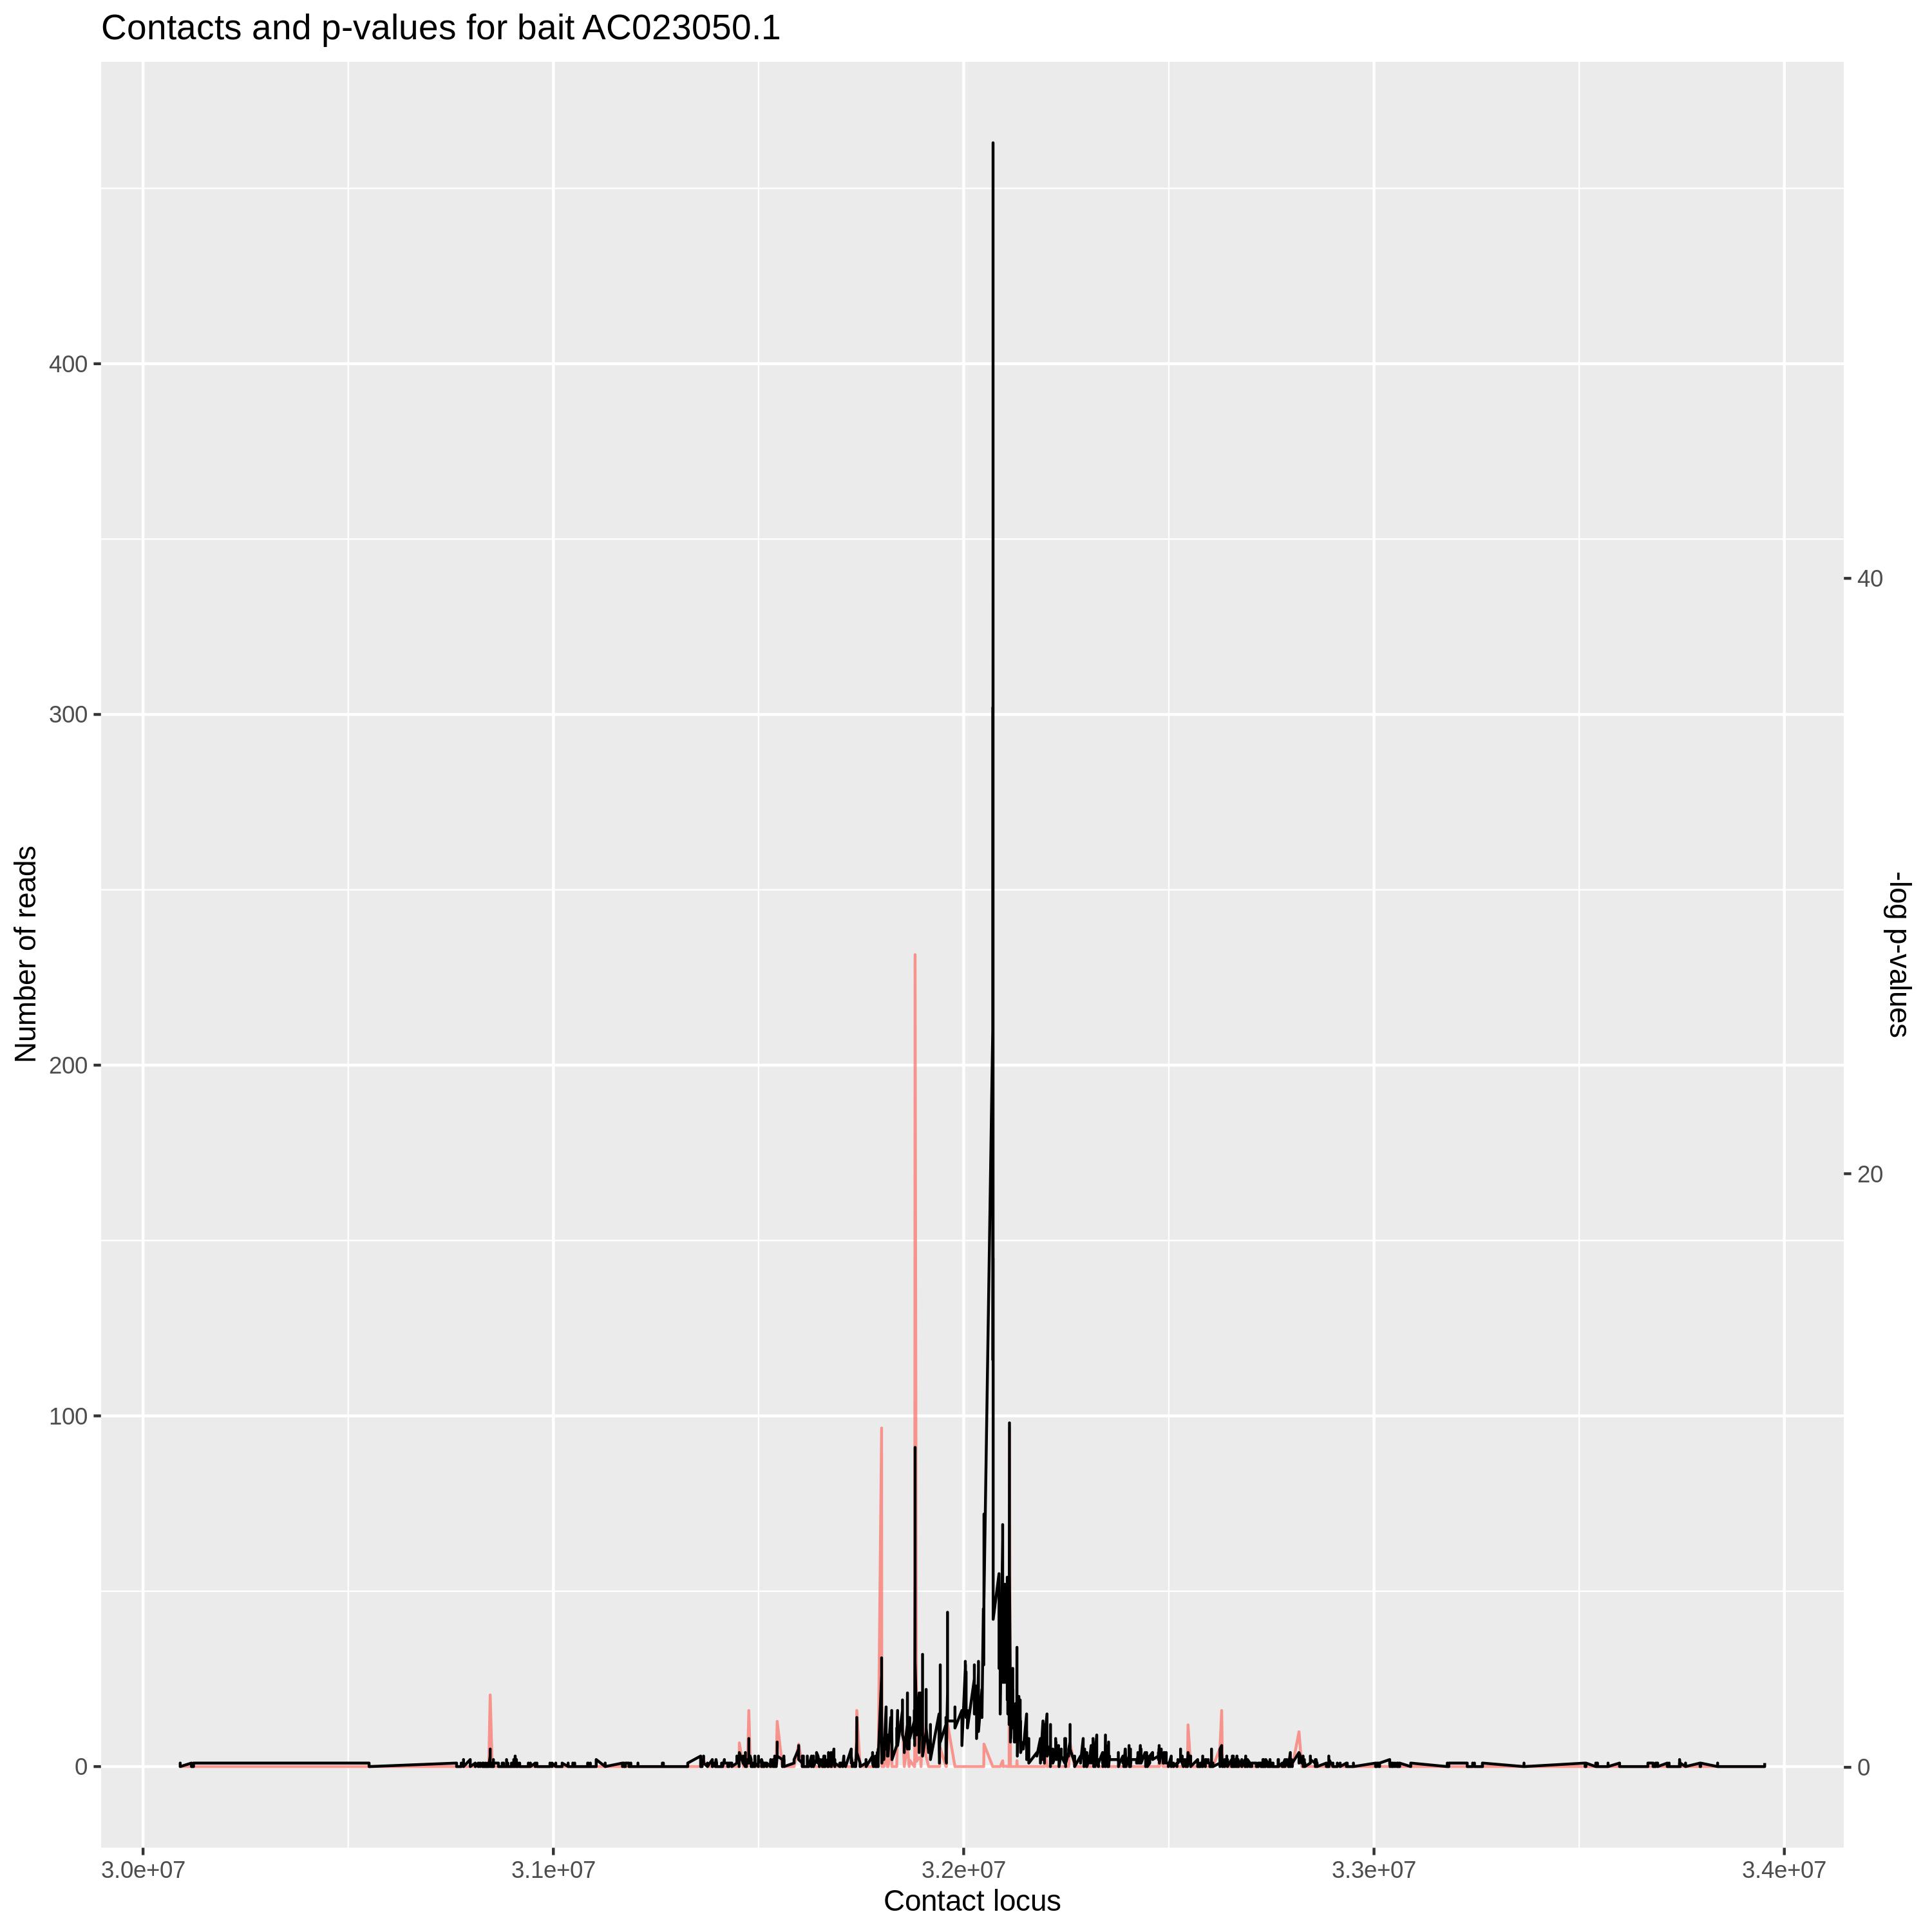 Contacts and p-values for bait AC023050.1
Number of reads
400
300
200
100
0
40
20
0
-log p-values
3.0e+07
3.1e+07
3.2e+07
3.3e+07
3.4e+07
Contact locus